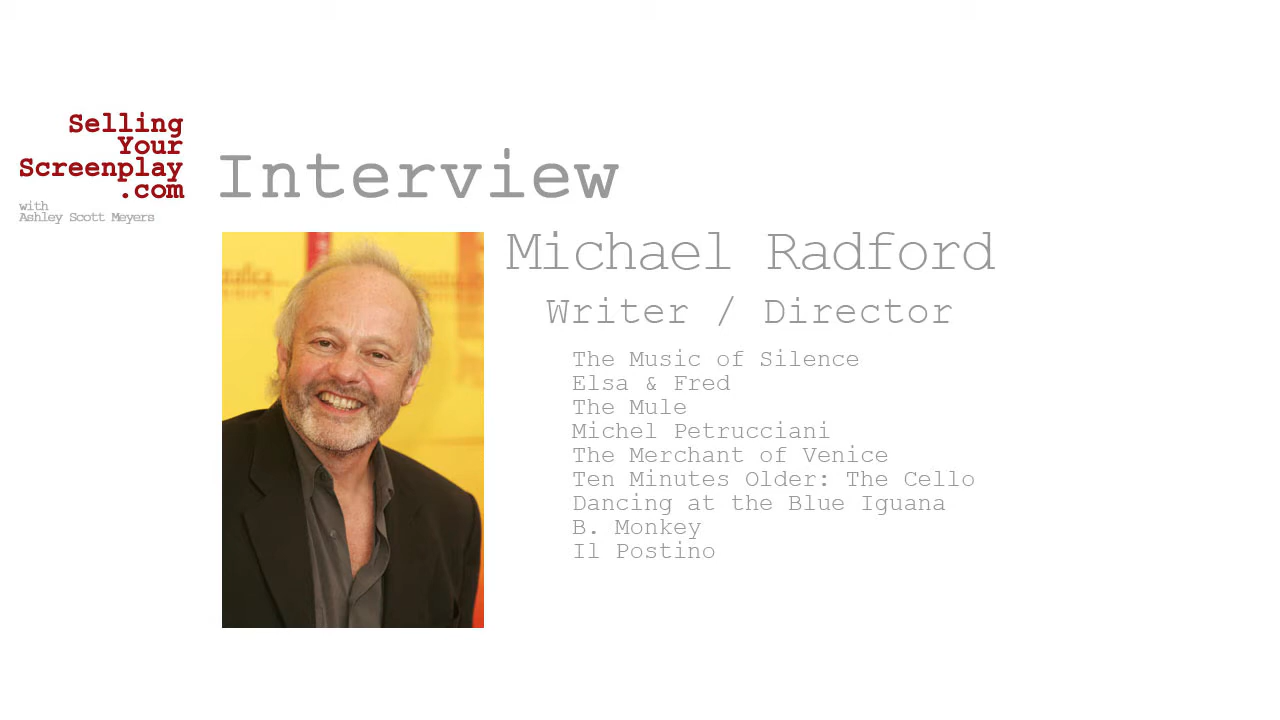 Selling
Your
Screenplay
.com
with
Ashley Scott Meyers
Interview
Michael Radford
Writer / Director
The Music of Silence
Elsa & Fred
The Mule
Michel Petrucciani
The Merchant of Venice
Ten Minutes Older: The Cello
Dancing at the Blue Iguana
B. Monkey
Il Postino